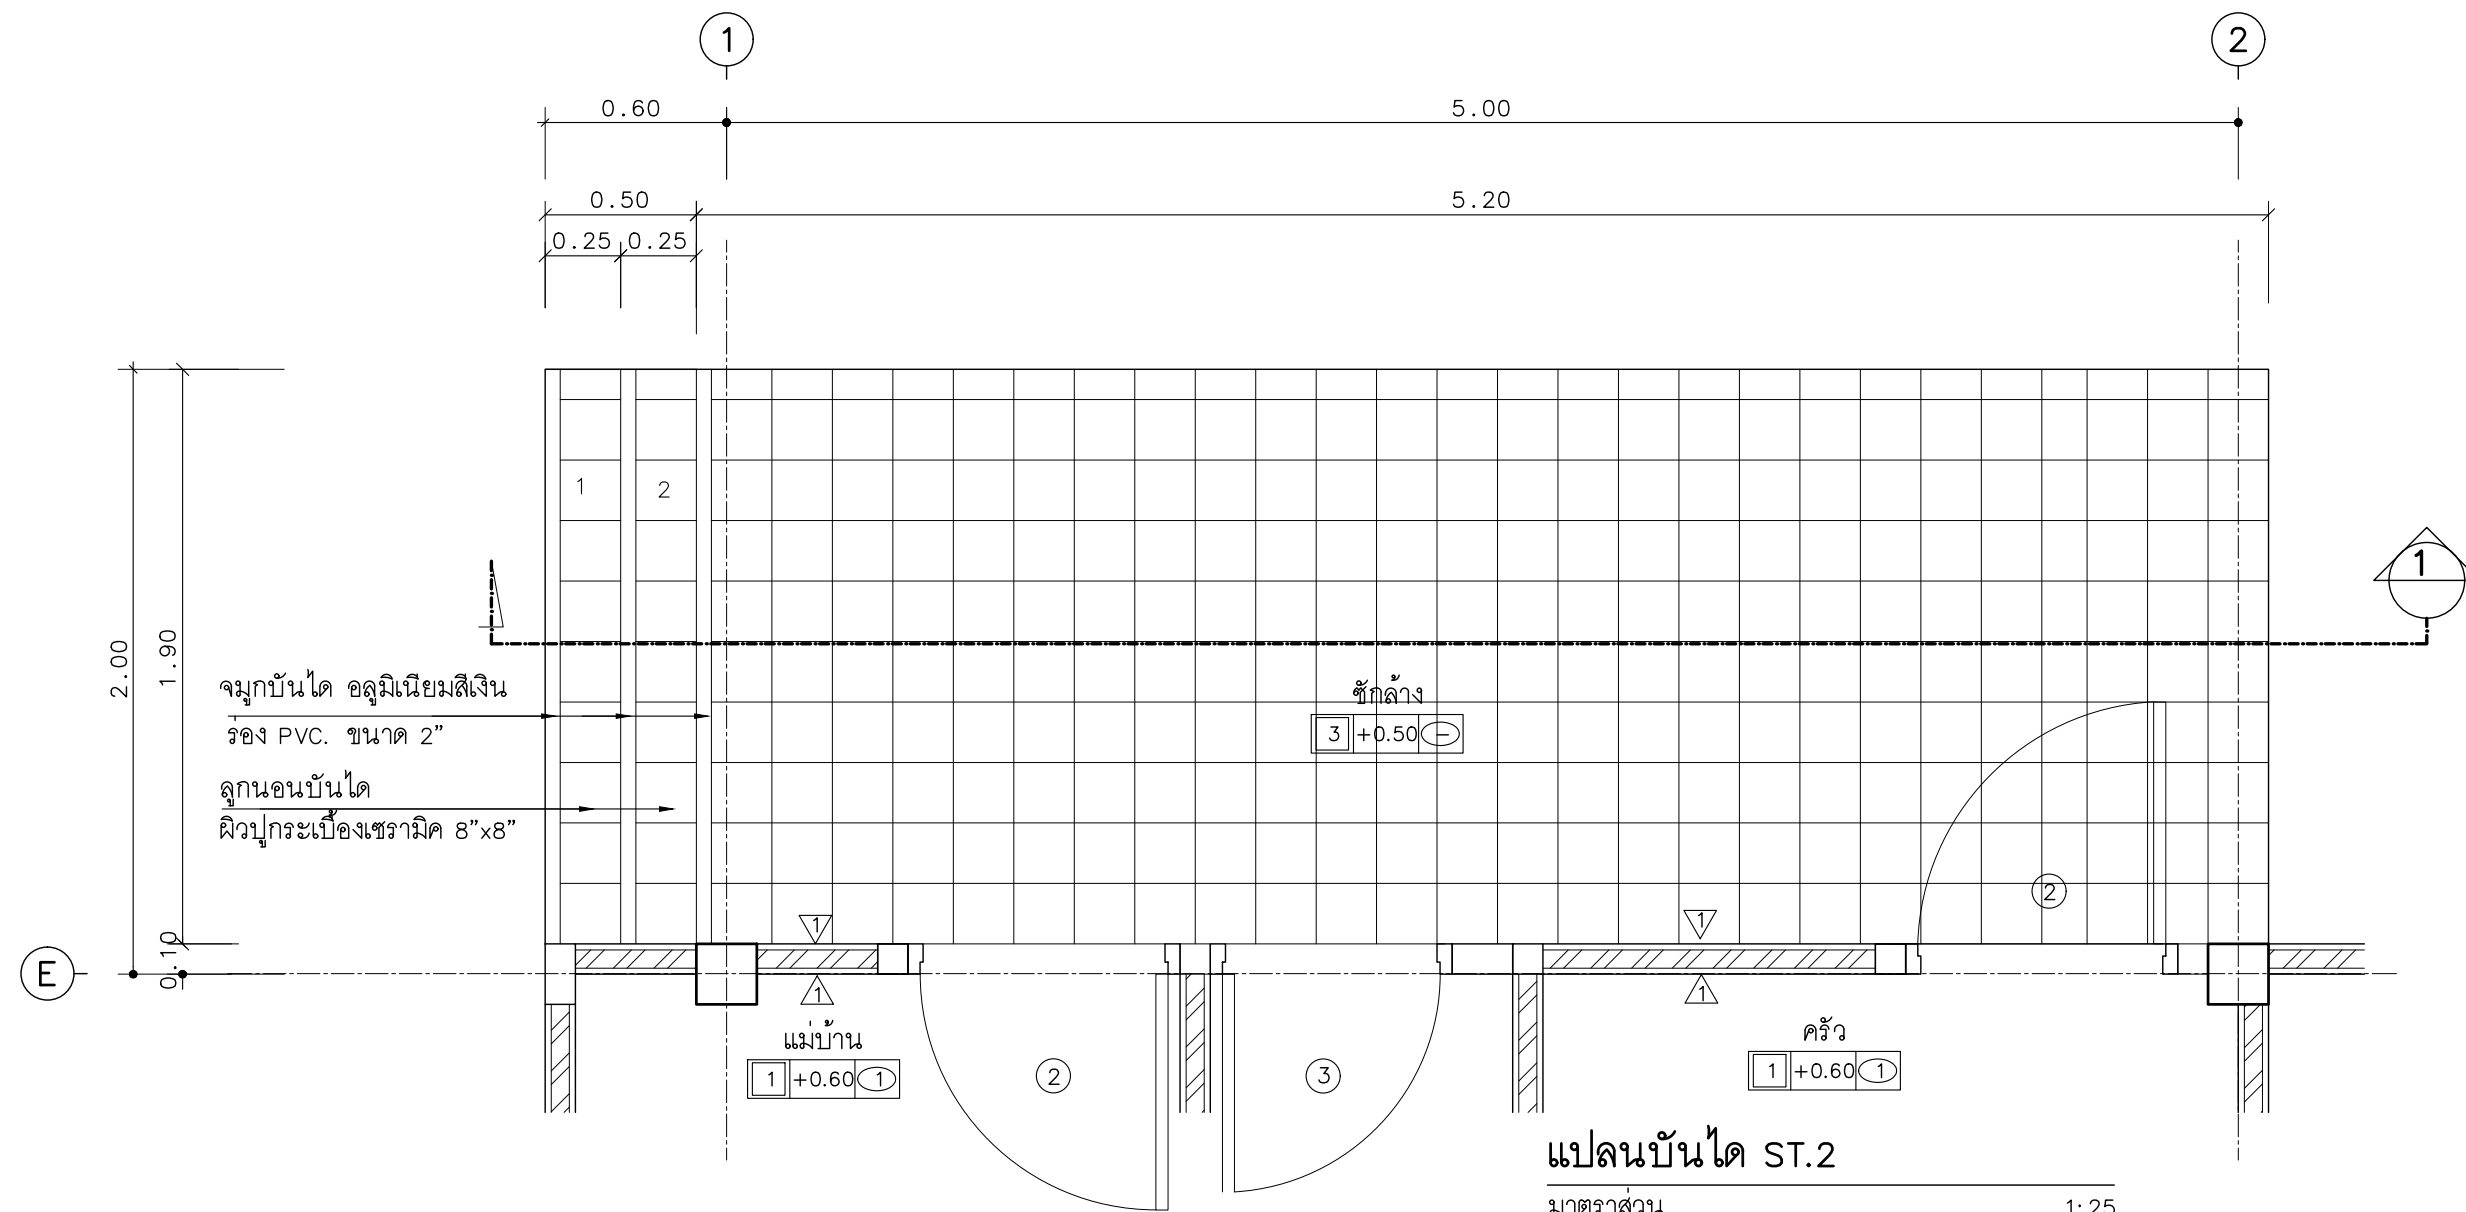 1
2
0.60
5.00
0.50
5.20
0.25
0.25
1
2
1
2.00
1.90
จมูกบันได อลูมิเนียมสีเงิน
ร่อง PVC. ขนาด 2"
ซักล้าง
3 +0.50 -
ลูกนอนบันได
ผิวปูกระเบื้องเซรามิค 8"x8"
2
1
1
0.10
E
1
1
แม่บ้าน
1 +0.60 1
2
3
ครัว
1 +0.60 1
แปลนบันได ST.2
มาตราส่วน 1:25